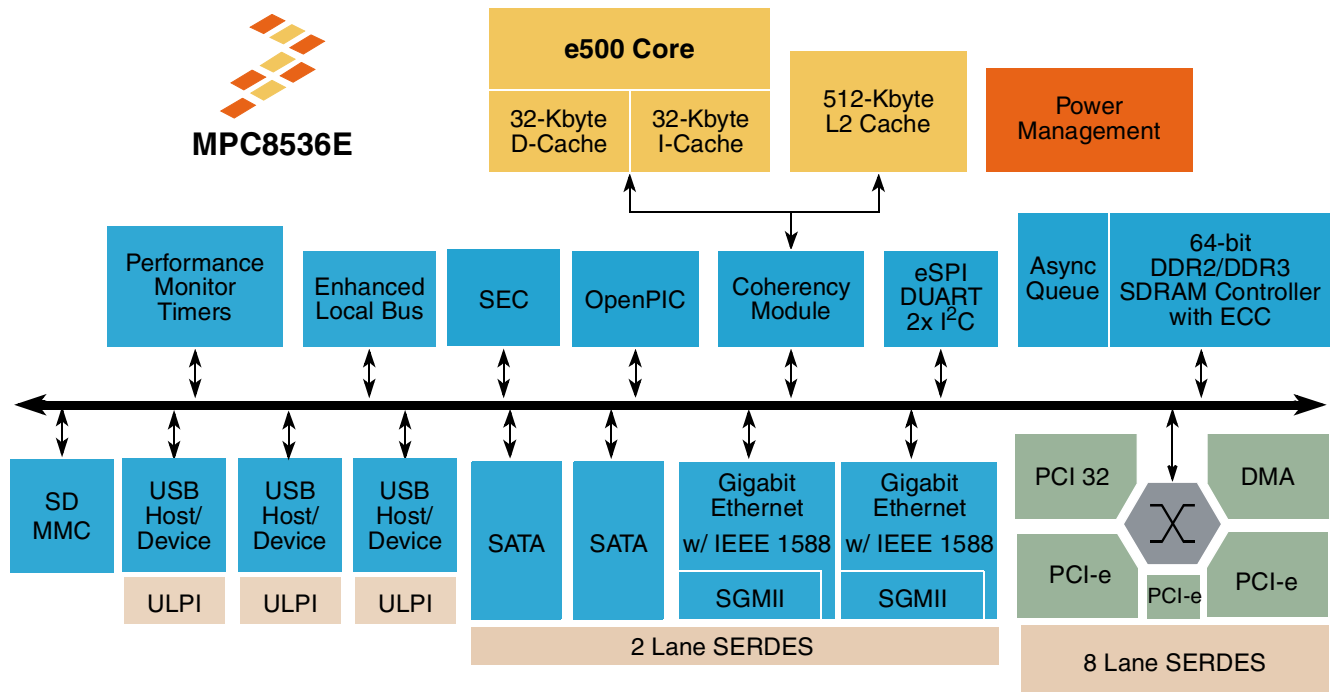 MPC8536E
e500 Core
32-Kbyte
D-Cache
32-Kbyte
I-Cache
512-Kbyte
L2 Cache
Power
Management
Performance
Monitor
Timers
Enhanced
Local Bus
SEC
OpenPIC
Coherency
Module
eSPI
DUART
2x I²C
Async
Queue
64-bit
DDR2/DDR3
SDRAM Controller
with ECC
SD
MMC
USB
Host/
Device
ULPI
USB
Host/
Device
ULPI
USB
Host/
Device
ULPI
SATA
SATA
Gigabit
Ethernet
w/ IEEE 1588
SGMII
Gigabit
Ethernet
w/ IEEE 1588
SGMII
2 Lane SERDES
PCI 32
DMA
PCI-e
PCI-e
PCI-e
8 Lane SERDES